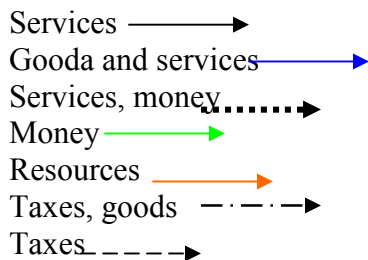 Services
Gooda and services
Services, money
Money
Resources
Taxes, goods
Taxes